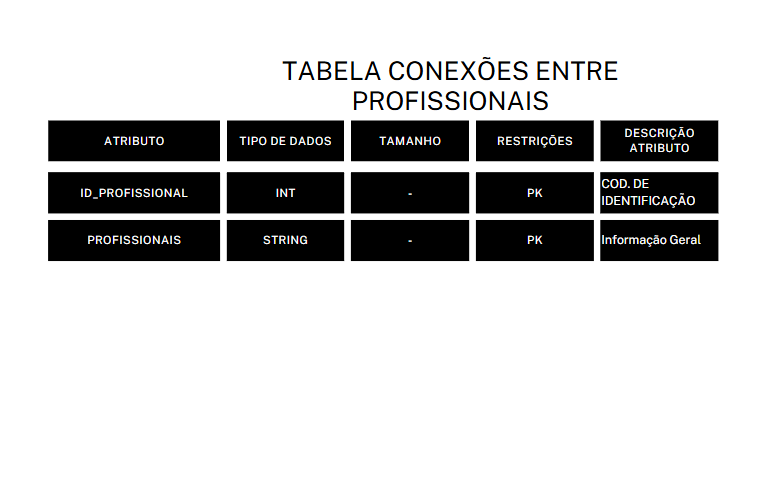 TABELA CONEXÕES ENTRE
PROFISSIONAIS
ATRIBUTO TIPO DE DADOS TAMANHO RESTRIÇÕES DESCRIÇÃO
ATRIBUTO
ID_PROFISSIONAL INT - PK COD. DE
IDENTIFICAÇÃO
PROFISSIONAIS STRING - PK Informação Geral